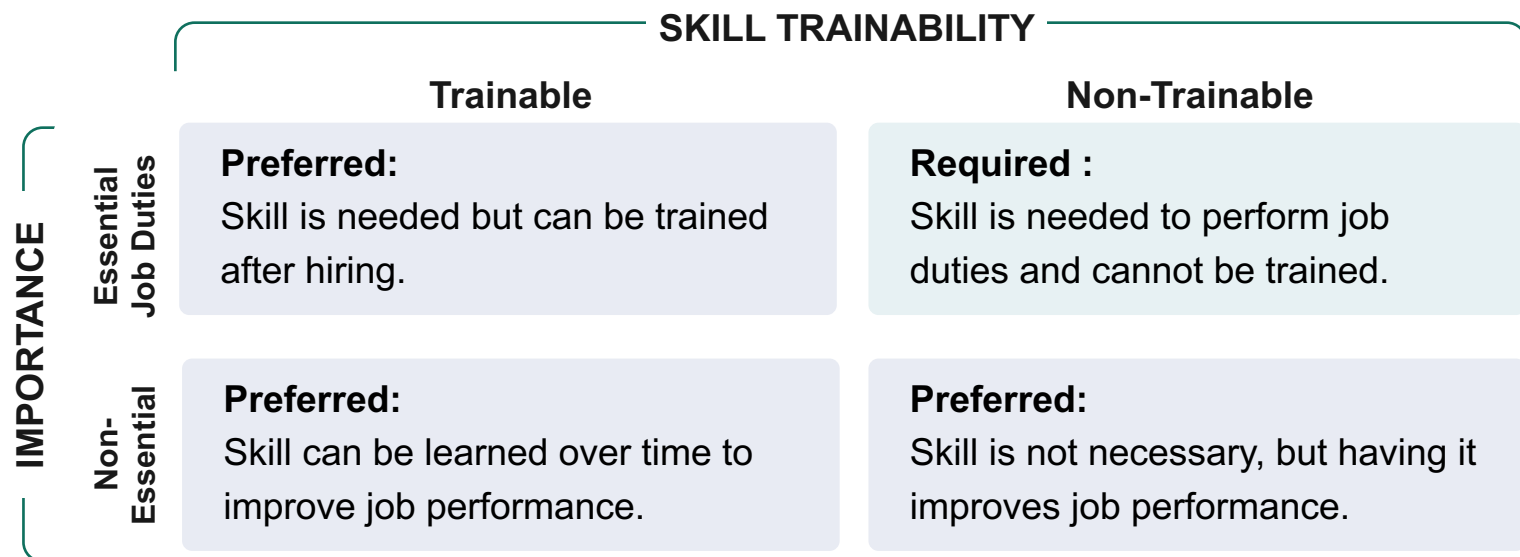 SKILL TRAINABILITY
Trainable
Non-Trainable
IMPORTANCE
Essential
Job Duties
Preferred:
Skill is needed but can be trained
after hiring.
Required :
Skill is needed to perform job
duties and cannot be trained.
Non-
Essential
Preferred:
Skill can be learned over time to
improve job performance.
Preferred:
Skill is not necessary, but having it
improves job performance.